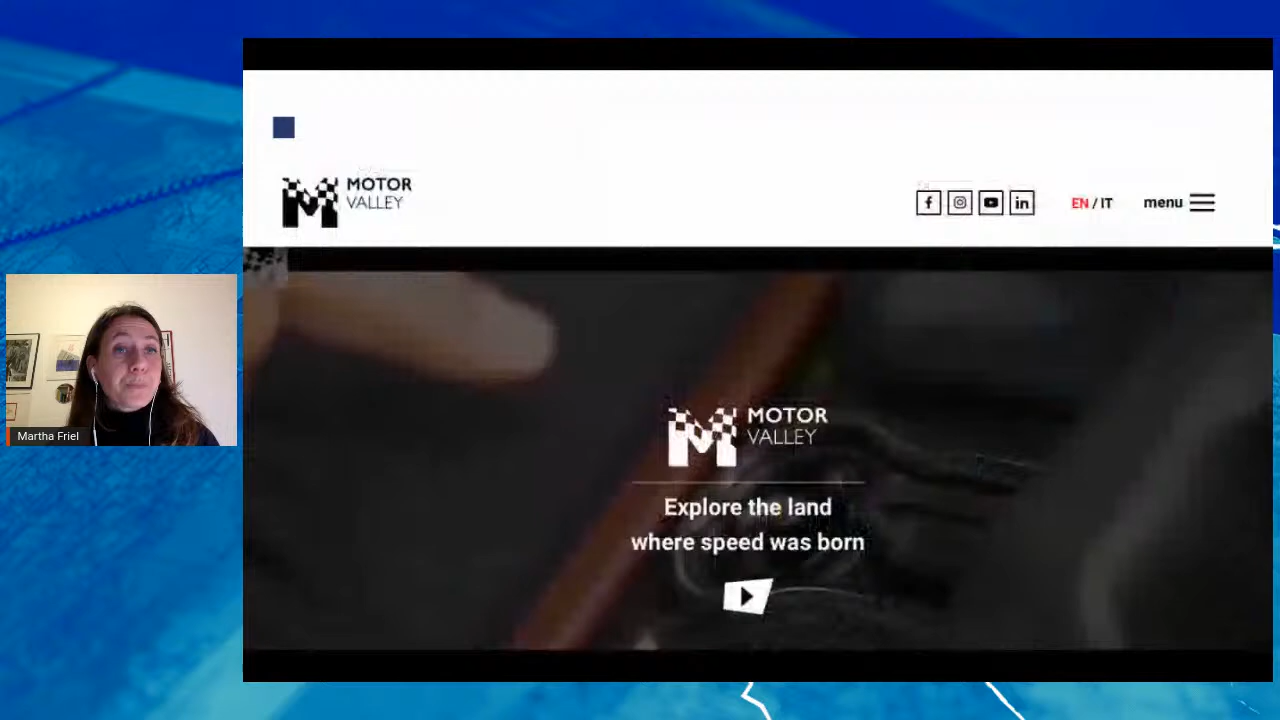 MOTOR
VALLEY
EN / IT
menu
MOTOR
VALLEY
Explore the land
where speed was born
Martha Friel